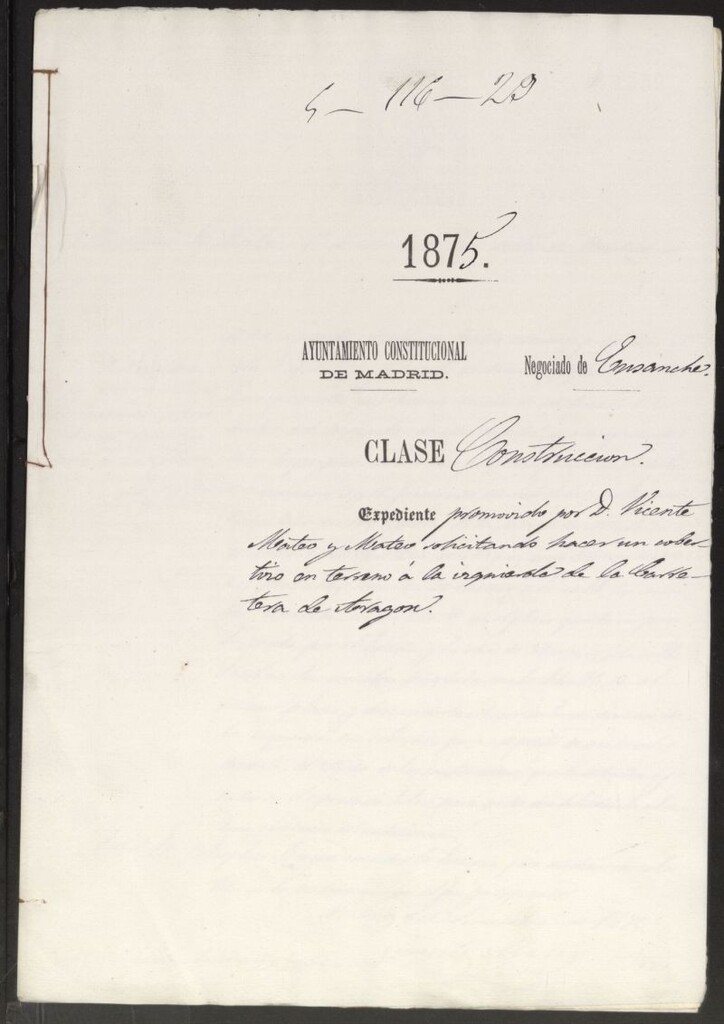 5 — 116 — 29
1875.
AYUNTAMIENTO CONSTITUCIONAL
DE MADRID.
Negociado de Ensanche.
CLASE Construccion.
Expediente promovido por D. Vicente
Mateo y Mateo solicitando hacer un cober-
tizo en terreno á la izquierda de la Carre-
tera de Aragon.